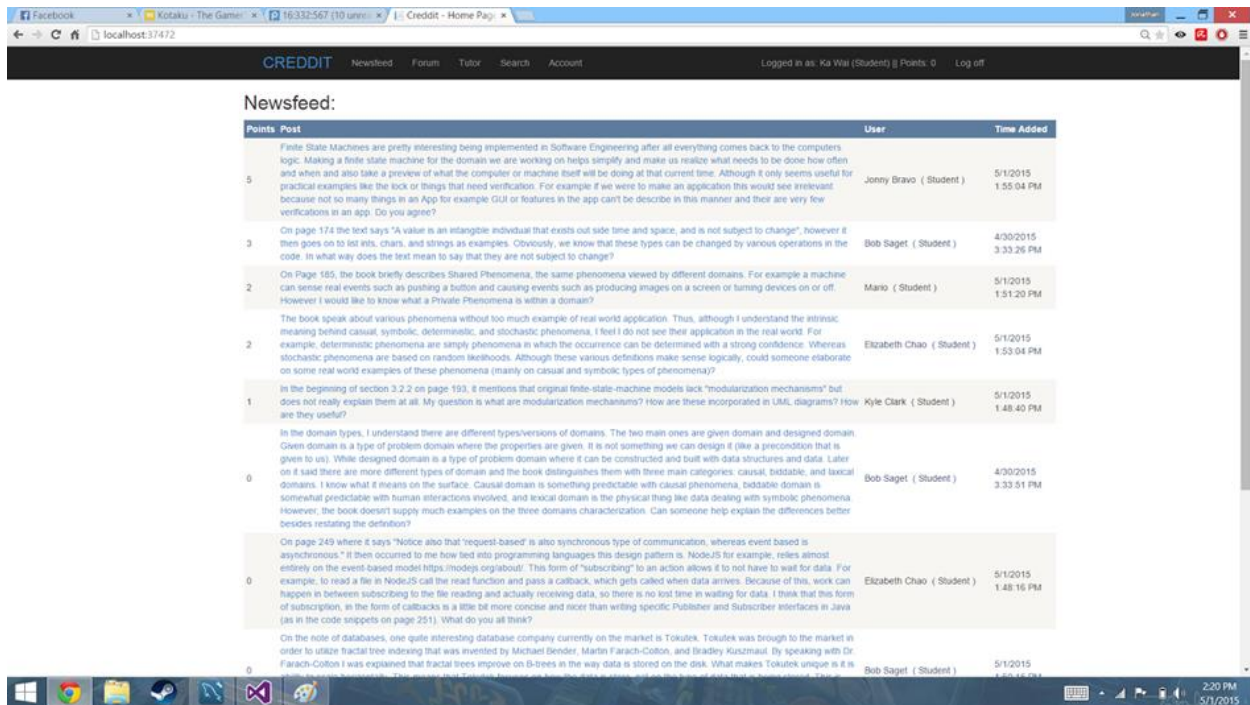 Facebook
Kotaku - The Gamer
16:332:567 (10 unre
Creddit - Home Pag
Jonathan
localhost:37472
CREDDIT Newsfeed Forum Tutor Search Account Logged in as: Ka Wai (Student) || Points: 0 Log off
Newsfeed:
Points Post User Time Added
Finite State Machines are pretty interesting being implemented in Software Engineering after all everything comes back to the computers
logic. Making a finite state machine for the domain we are working on helps simplify and make us realize what needs to be done how often
and when and also take a preview of what the computer or machine itself will be doing at that current time. Although it only seems useful for
practical examples like the lock or things that need verification. For example if we were to make an application this would see irrelevant
because not so many things in an App for example GUI or features in the app can't be describe in this manner and their are very few
verifications in an app. Do you agree?
5
Jonny Bravo ( Student )
5/1/2015
1:55:04 PM
On page 174 the text says "A value is an intangible individual that exists out side time and space, and is not subject to change", however it
then goes on to list ints, chars, and strings as examples. Obviously, we know that these types can be changed by various operations in the
code. In what way does the text mean to say that they are not subject to change?
3
Bob Saget ( Student )
4/30/2015
3:33:26 PM
On Page 185, the book briefly describes Shared Phenomena, the same phenomena viewed by different domains. For example a machine
can sense real events such as pushing a button and causing events such as producing images on a screen or turning devices on or off.
However I would like to know what a Private Phenomena is within a domain?
2
Mario ( Student )
5/1/2015
1:51:20 PM
The book speak about various phenomena without too much example of real world application. Thus, although I understand the intrinsic
meaning behind casual, symbolic, deterministic, and stochastic phenomena, I feel I do not see their application in the real world. For
example, deterministic phenomena are simply phenomena in which the occurrence can be determined with a strong confidence. Whereas
stochastic phenomena are based on random likelihoods. Although these various definitions make sense logically, could someone elaborate
on some real world examples of these phenomena (mainly on casual and symbolic types of phenomena)?
2
Elizabeth Chao ( Student )
5/1/2015
1:53:04 PM
In the beginning of section 3.2.2 on page 193, it mentions that original finite-state-machine models lack "modularization mechanisms" but
does not really explain them at all. My question is what are modularization mechanisms? How are these incorporated in UML diagrams? How
are they useful?
1
Kyle Clark ( Student )
5/1/2015
1:48:40 PM
In the domain types, I understand there are different types/versions of domains. The two main ones are given domain and designed domain.
Given domain is a type of problem domain where the properties are given. It is not something we can design it (like a precondition that is
given to us). While designed domain is a type of problem domain where it can be constructed and built with data structures and data. Later
on it said there are more different types of domain and the book distinguishes them with three main categories: causal, biddable, and laxical
domains. I know what it means on the surface. Causal domain is something predictable with causal phenomena, biddable domain is
somewhat predictable with human interactions involved, and lexical domain is the physical thing like data dealing with symbolic phenomena.
However, the book doesn't supply much examples on the three domains characterization. Can someone help explain the differences better
besides restating the definition?
0
Bob Saget ( Student )
4/30/2015
3:33:51 PM
On page 249 where it says "Notice also that 'request-based' is also synchronous type of communication, whereas event based is
asynchronous." It then occurred to me how tied into programming languages this design pattern is. NodeJS for example, relies almost
entirely on the event-based model https://nodejs.org/about/. This form of "subscribing" to an action allows it to not have to wait for data. For
example, to read a file in NodeJS call the read function and pass a callback, which gets called when data arrives. Because of this, work can
happen in between subscribing to the file reading and actually receiving data, so there is no lost time in waiting for data. I think that this form
of subscription, in the form of callbacks is a little bit more concise and nicer than writing specific Publisher and Subscriber interfaces in Java
(as in the code snippets on page 251). What do you all think?
0
Elizabeth Chao ( Student )
5/1/2015
1:48:16 PM
On the note of databases, one quite interesting database company currently on the market is Tokutek. Tokutek was brough to the market in
order to utilize fractal tree indexing that was invented by Michael Bender, Martin Farach-Colton, and Bradley Kuszmaul. By speaking with Dr.
Farach-Colton I was explained that fractal trees improve on B-trees in the way data is stored on the disk. What makes Tokutek unique is it is
0
Bob Saget ( Student )
5/1/2015
2:20 PM
5/1/2015